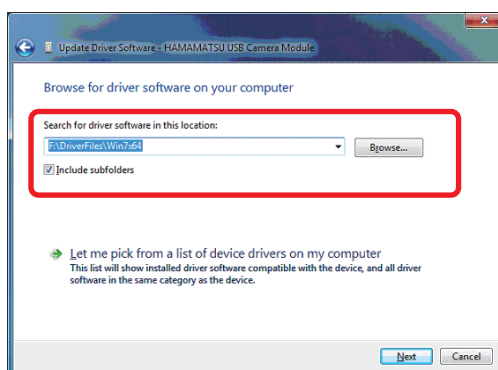 Update Driver Software - HAMAMATSU USB Camera Module
Browse for driver software on your computer
Search for driver software in this location:
F:\DriverFiles\Win7x64
Browse...
Include subfolders
Let me pick from a list of device drivers on my computer
This list will show installed driver software compatible with the device, and all driver
software in the same category as the device.
Next
Cancel